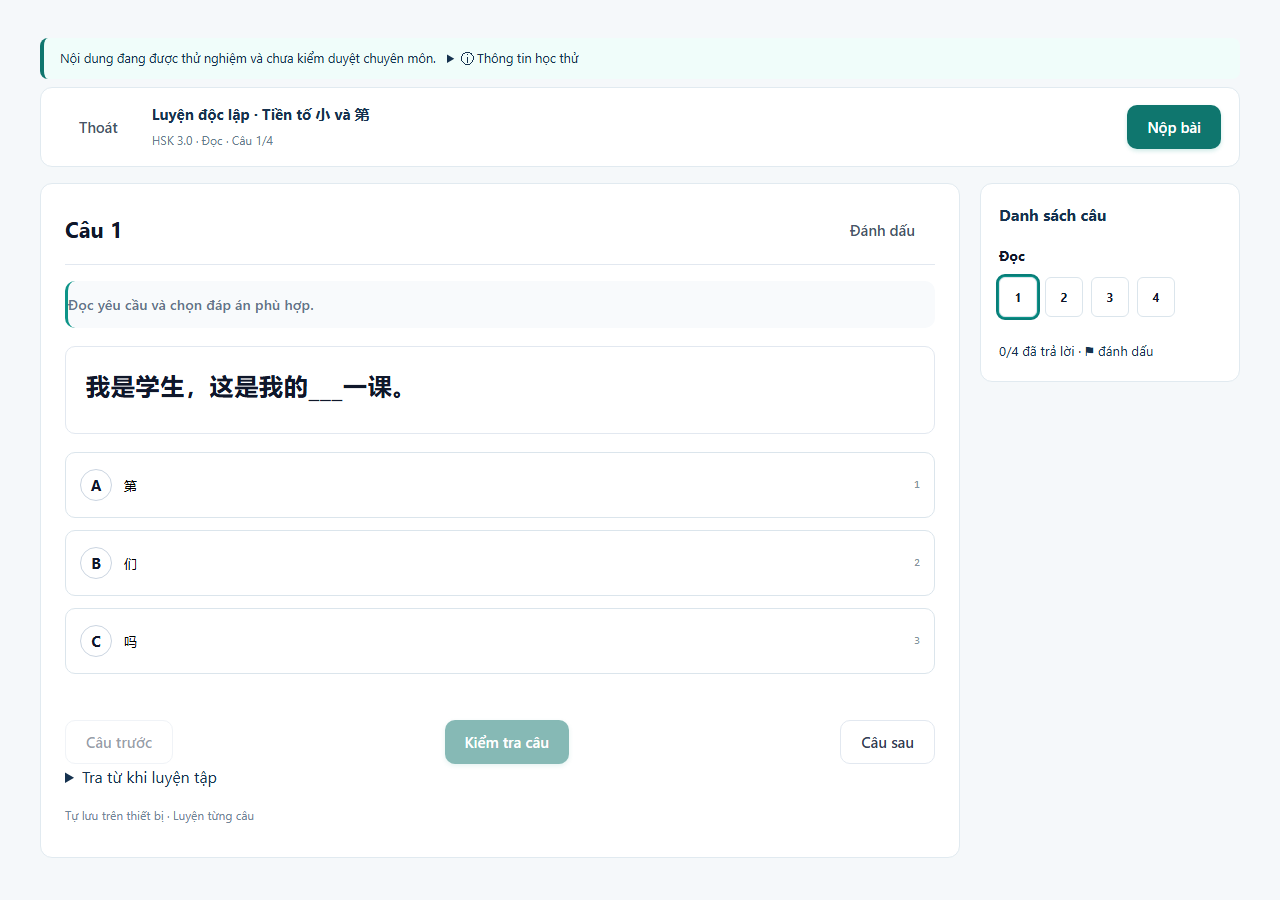 Nội dung đang được thử nghiệm và chưa kiểm duyệt chuyên môn. ▶ ⓘ Thông tin học thử
Thoát
Luyện độc lập · Tiền tố 小 và 第
HSK 3.0 · Đọc · Câu 1/4
Nộp bài
Câu 1
Đánh dấu
Đọc yêu cầu và chọn đáp án phù hợp.
我是学生，这是我的___一课。
A 第 1
B 们 2
C 吗 3
Câu trước
Kiểm tra câu
Câu sau
▶ Tra từ khi luyện tập
Tự lưu trên thiết bị · Luyện từng câu
Danh sách câu
Đọc
1 2 3 4
0/4 đã trả lời · ⚑ đánh dấu